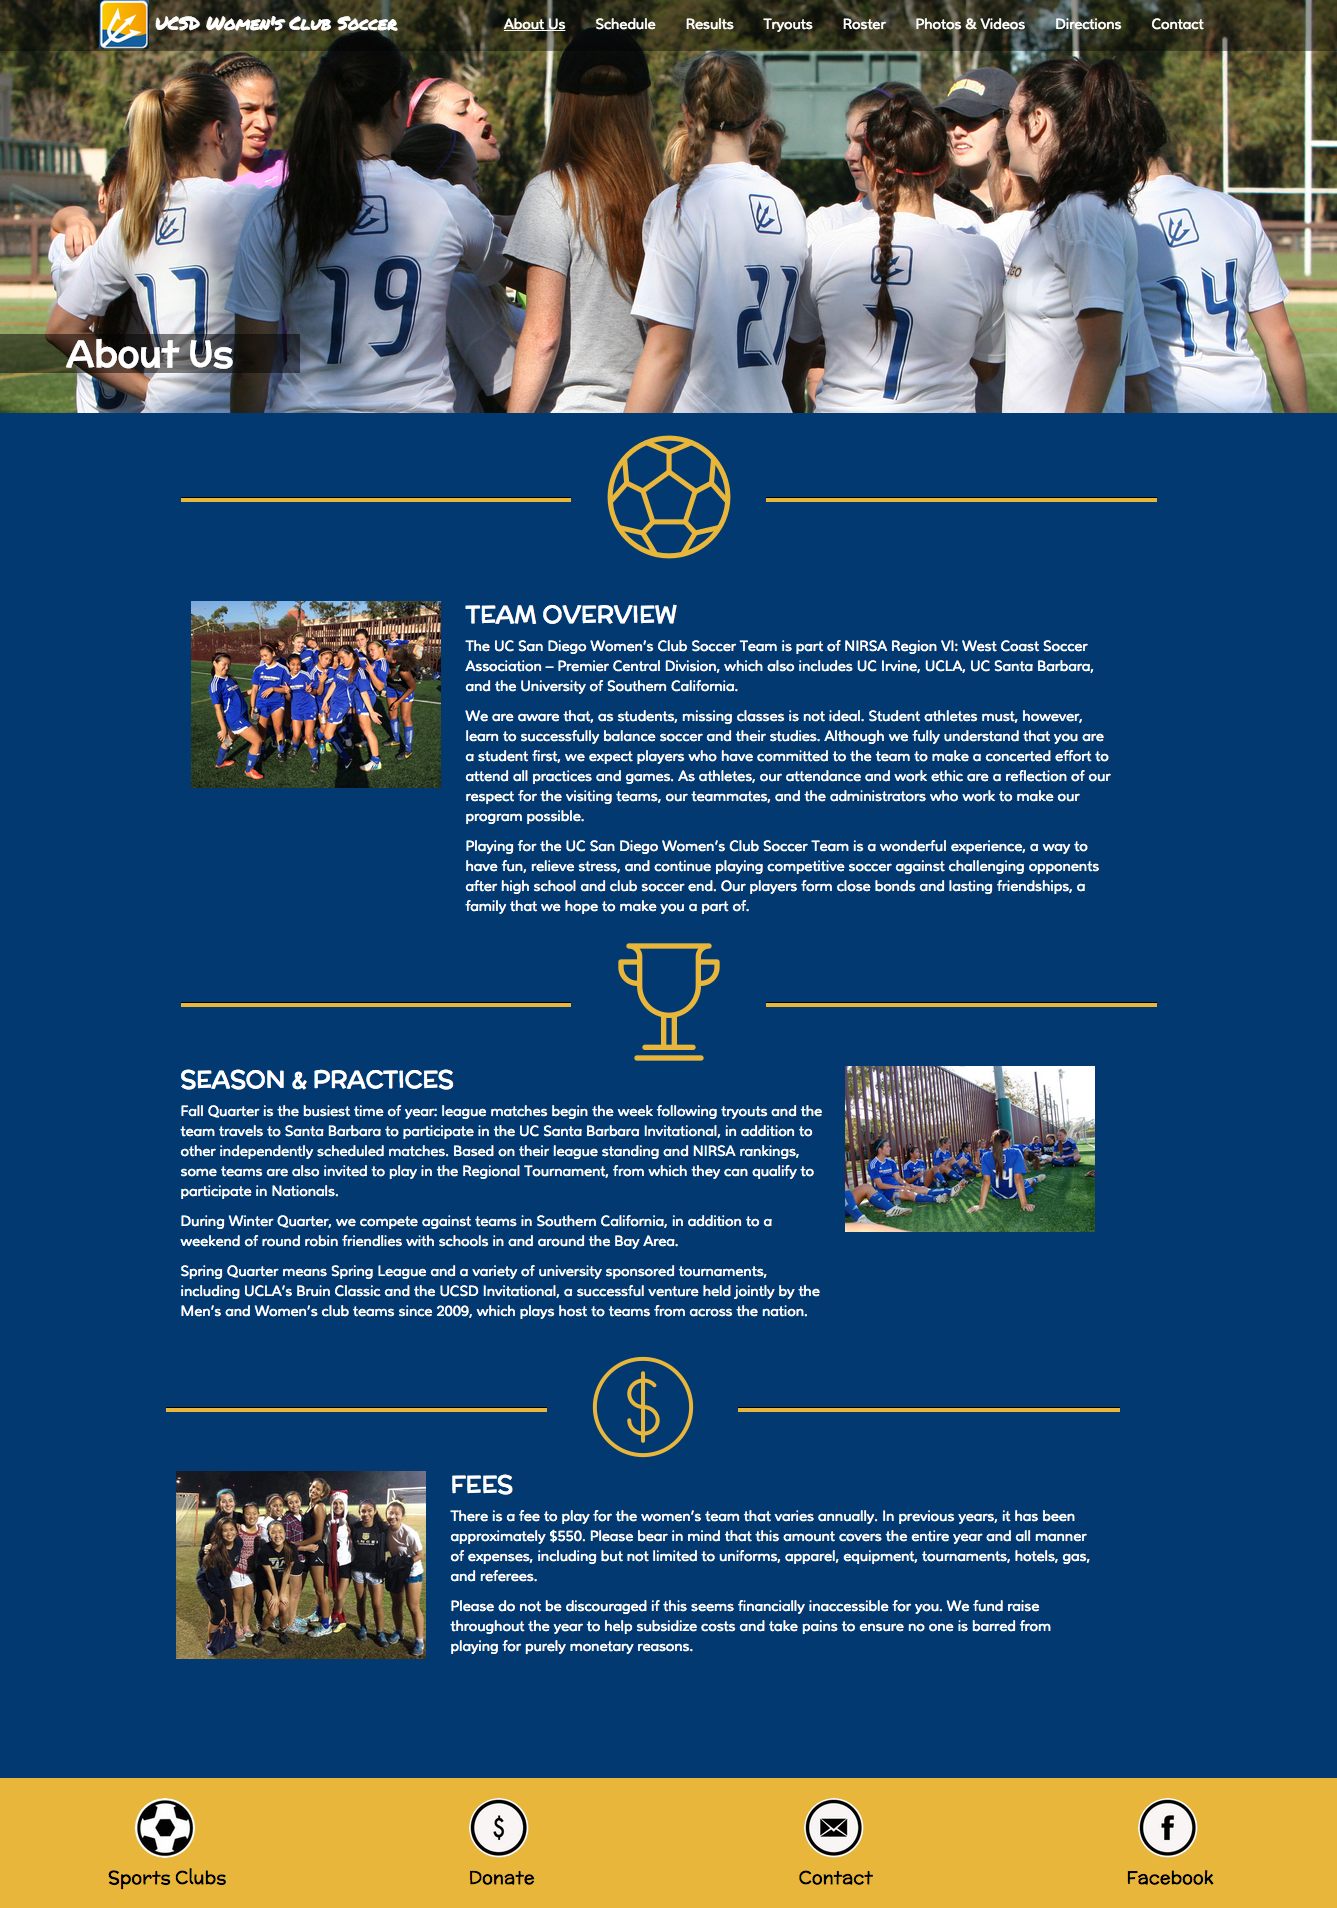 UCSD Women's Club Soccer
About Us Schedule Results Tryouts Roster Photos & Videos Directions Contact
17
19
21
7
GO
14
About Us
TEAM OVERVIEW
The UC San Diego Women's Club Soccer Team is part of NIRSA Region VI: West Coast Soccer
Association – Premier Central Division, which also includes UC Irvine, UCLA, UC Santa Barbara,
and the University of Southern California.
We are aware that, as students, missing classes is not ideal. Student athletes must, however,
learn to successfully balance soccer and their studies. Although we fully understand that you are
a student first, we expect players who have committed to the team to make a concerted effort to
attend all practices and games. As athletes, our attendance and work ethic are a reflection of our
respect for the visiting teams, our teammates, and the administrators who work to make our
program possible.
Playing for the UC San Diego Women's Club Soccer Team is a wonderful experience, a way to
have fun, relieve stress, and continue playing competitive soccer against challenging opponents
after high school and club soccer end. Our players form close bonds and lasting friendships, a
family that we hope to make you a part of.
SEASON & PRACTICES
Fall Quarter is the busiest time of year: league matches begin the week following tryouts and the
team travels to Santa Barbara to participate in the UC Santa Barbara Invitational, in addition to
other independently scheduled matches. Based on their league standing and NIRSA rankings,
some teams are also invited to play in the Regional Tournament, from which they can qualify to
participate in Nationals.
During Winter Quarter, we compete against teams in Southern California, in addition to a
weekend of round robin friendlies with schools in and around the Bay Area.
Spring Quarter means Spring League and a variety of university sponsored tournaments,
including UCLA's Bruin Classic and the UCSD Invitational, a successful venture held jointly by the
Men's and Women's club teams since 2009, which plays host to teams from across the nation.
14
$
FEES
There is a fee to play for the women's team that varies annually. In previous years, it has been
approximately $550. Please bear in mind that this amount covers the entire year and all manner
of expenses, including but not limited to uniforms, apparel, equipment, tournaments, hotels, gas,
and referees.
Please do not be discouraged if this seems financially inaccessible for you. We fund raise
throughout the year to help subsidize costs and take pains to ensure no one is barred from
playing for purely monetary reasons.
$ f
Sports Clubs Donate Contact Facebook